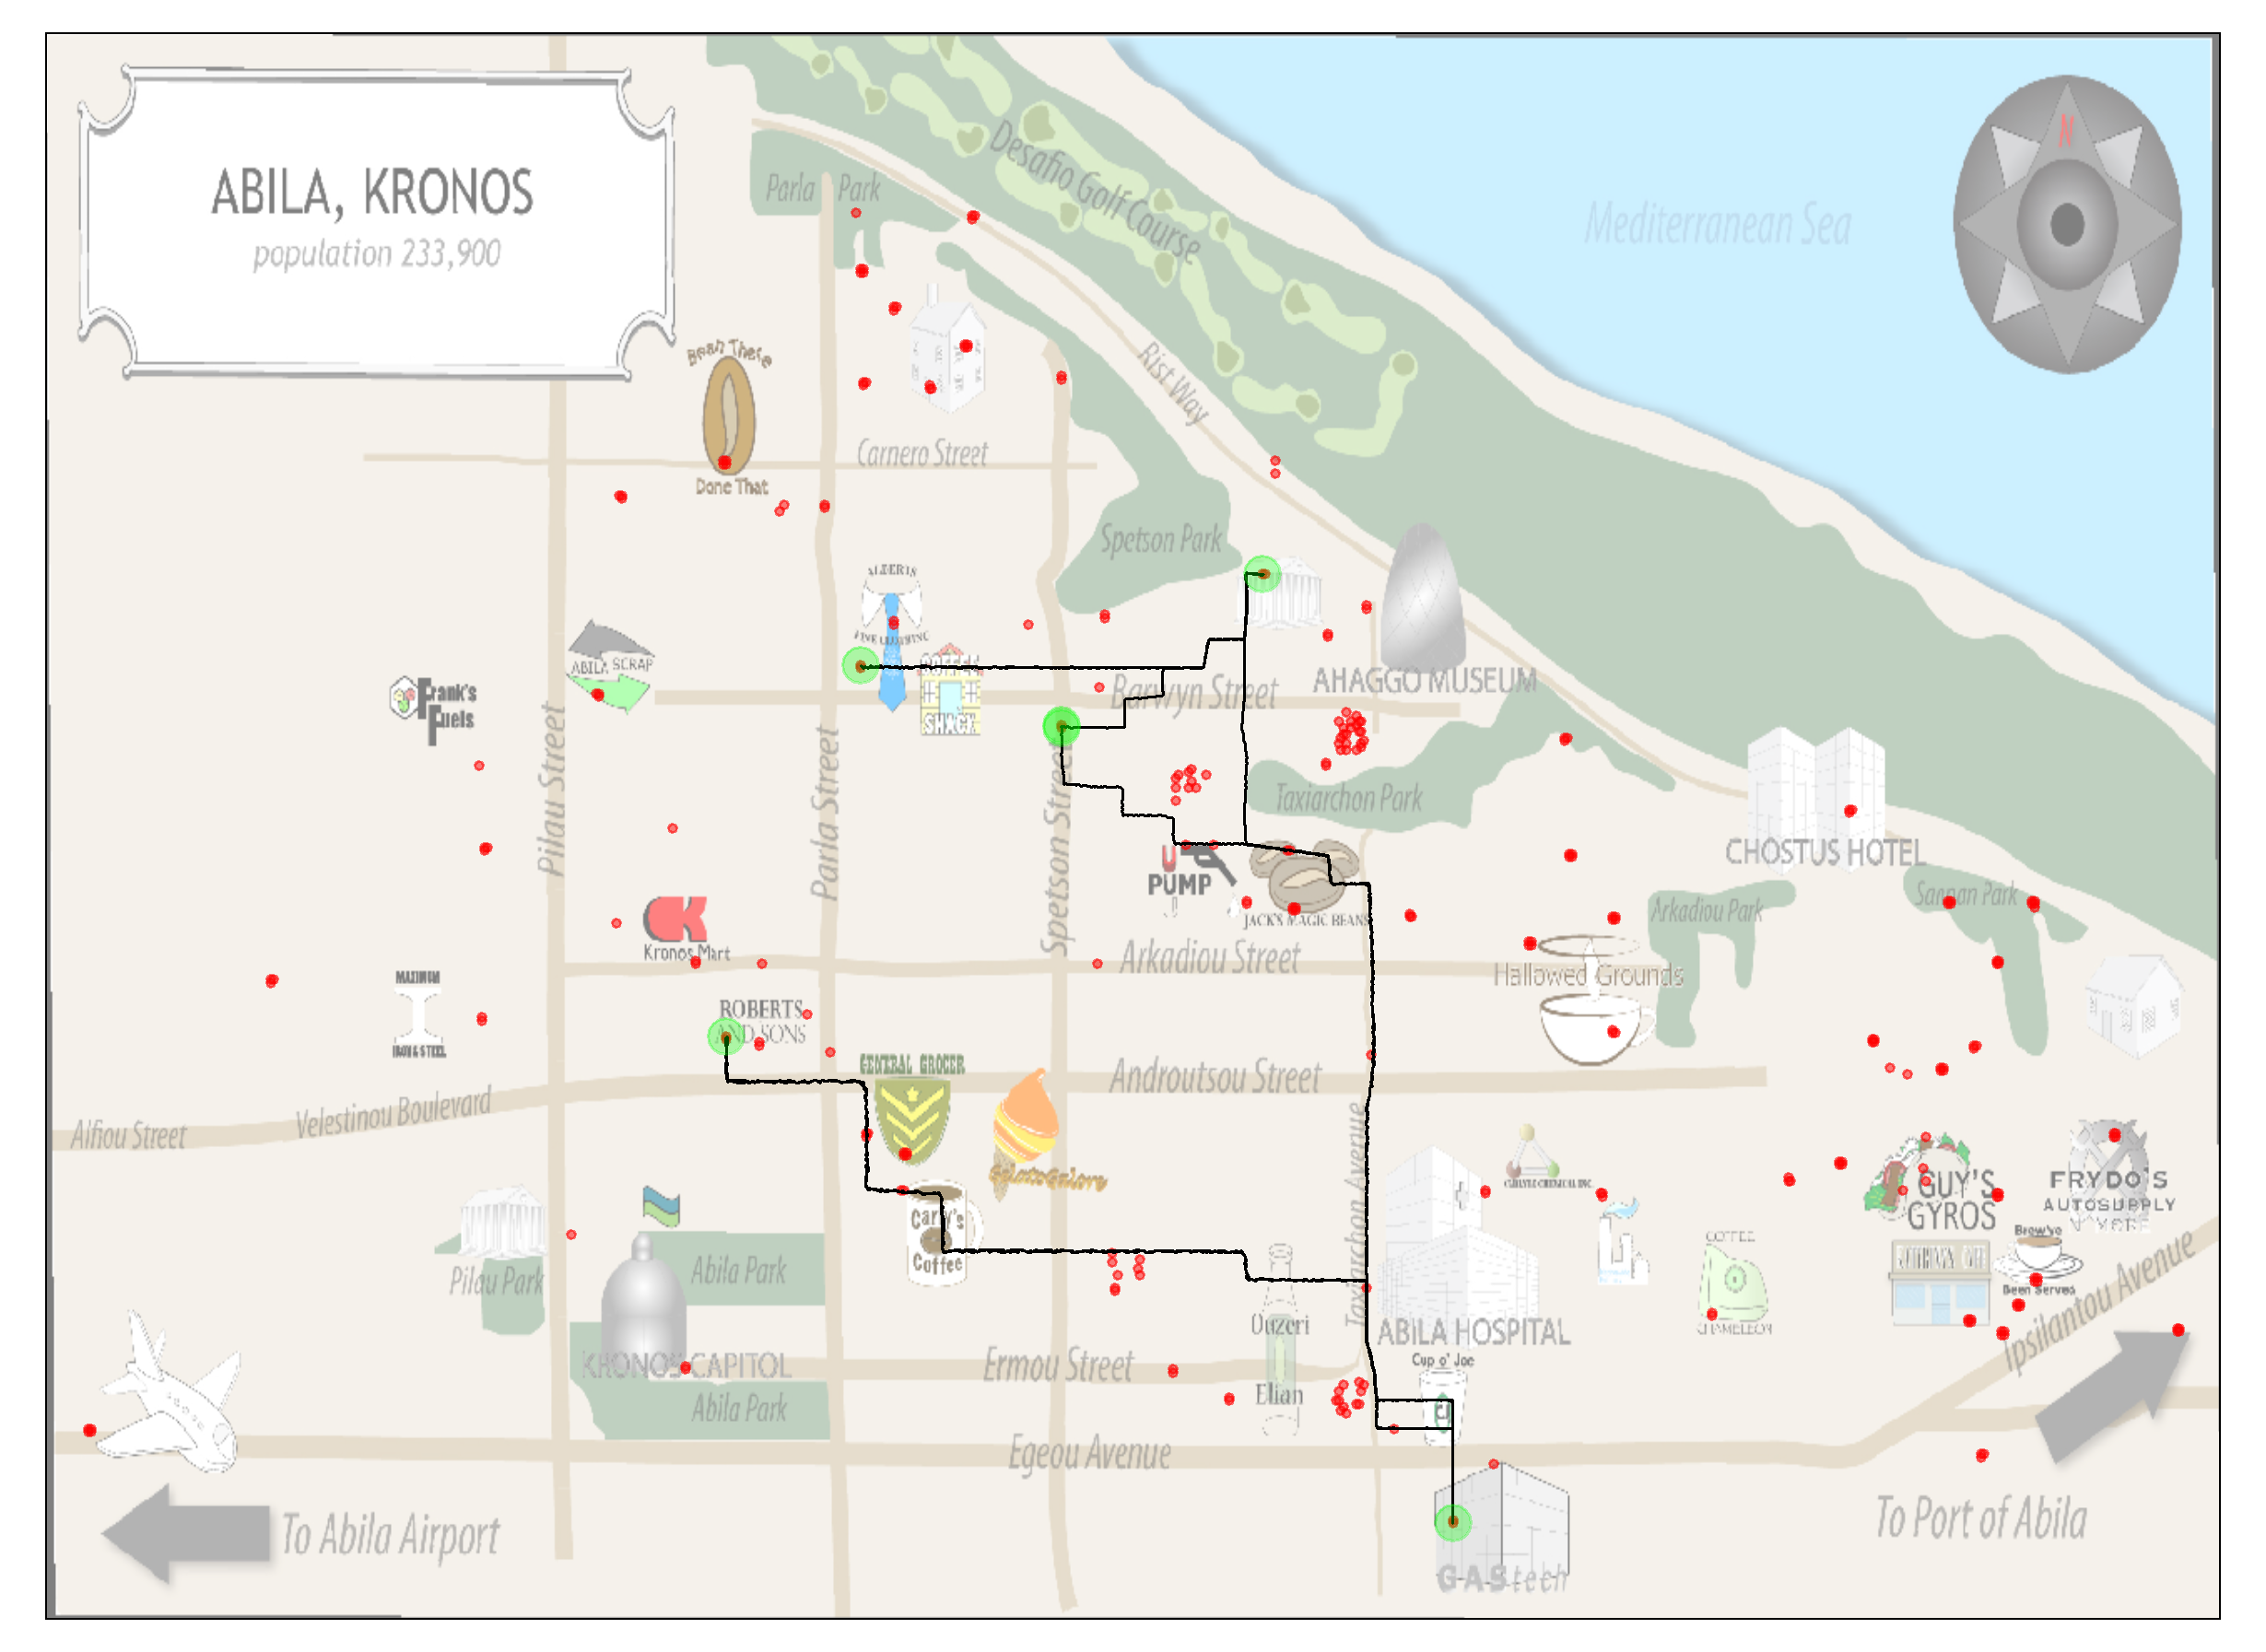 ABILA, KRONOS
population 233,900
N
Mediterranean Sea
Parla Park
Desafio Golf Course
Rist Way
Bean There
Done That
Carnero Street
Spetson Park
ALBERTS
FINE CLOTHING
ABILA SCRAP
Frank's
Fuels
COFFEE
SHACK
Barwyn Street
AHAGGO MUSEUM
Pilau Street
Parla Street
Spetson Street
Taxiarchon Park
CHOSTUS HOTEL
U
PUMP
JACK'S MAGIC BEANS
Arkadiou Park
Sannan Park
Kronos Mart
Arkadiou Street
Hallowed Grounds
MAXIMUM
IRON & STEEL
ROBERTS
AND SONS
GENERAL GROCER
Androutsou Street
Alfiou Street
Velestinou Boulevard
GelatoGalore
Taxiarchon Avenue
CARLYLE CHEMICAL INC.
GUY'S
GYROS
FRYDO'S
AUTOSUPPLY
N' MORE
Carly's
Coffee
Pilau Park
Abila Park
Brew've
Been Served
COFFEE
CHAMELEON
Ouzeri
Elian
ABILA HOSPITAL
KRONOS CAPITOL
Ermou Street
Cup o' Joe
CJ
Abila Park
Egeou Avenue
Ipsilantou Avenue
To Abila Airport
To Port of Abila
GAStech